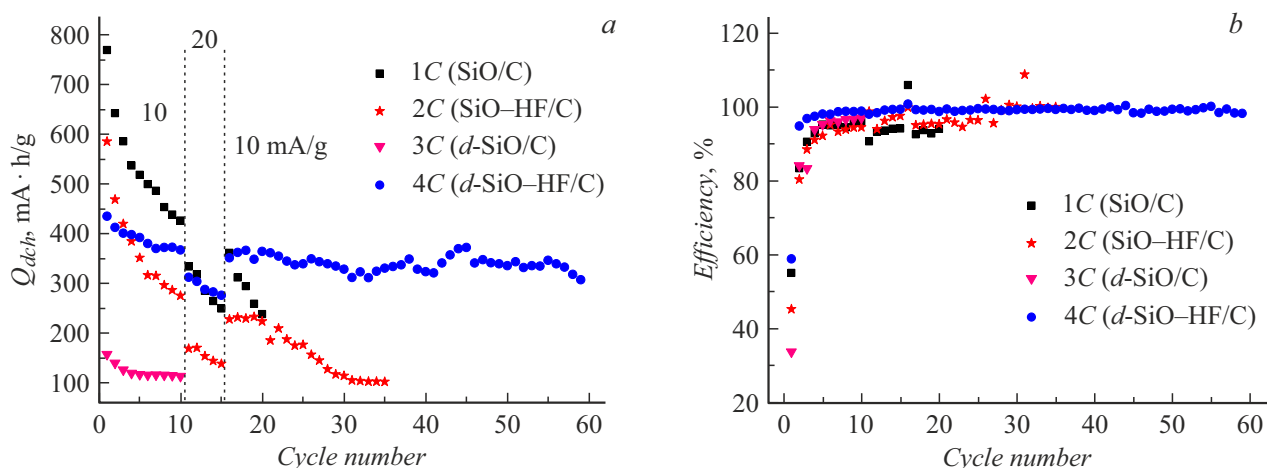 a
800
700
600
500
400
300
200
100
Q_dch, mA · h/g
10
20
10 mA/g
1C (SiO/C)
2C (SiO–HF/C)
3C (d-SiO/C)
4C (d-SiO–HF/C)
0 10 20 30 40 50 60
Cycle number
b
120
100
80
60
40
20
Efficiency, %
1C (SiO/C)
2C (SiO–HF/C)
3C (d-SiO/C)
4C (d-SiO–HF/C)
0 10 20 30 40 50 60
Cycle number